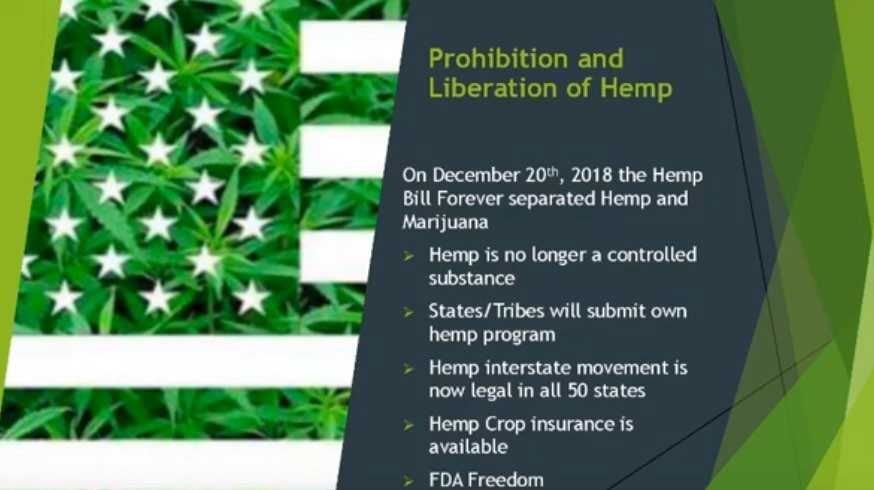 Prohibition and
Liberation of Hemp
On December 20th, 2018 the Hemp
Bill Forever separated Hemp and
Marijuana
Hemp is no longer a controlled
substance
States/Tribes will submit own
hemp program
Hemp interstate movement is
now legal in all 50 states
Hemp Crop insurance is
available
FDA Freedom